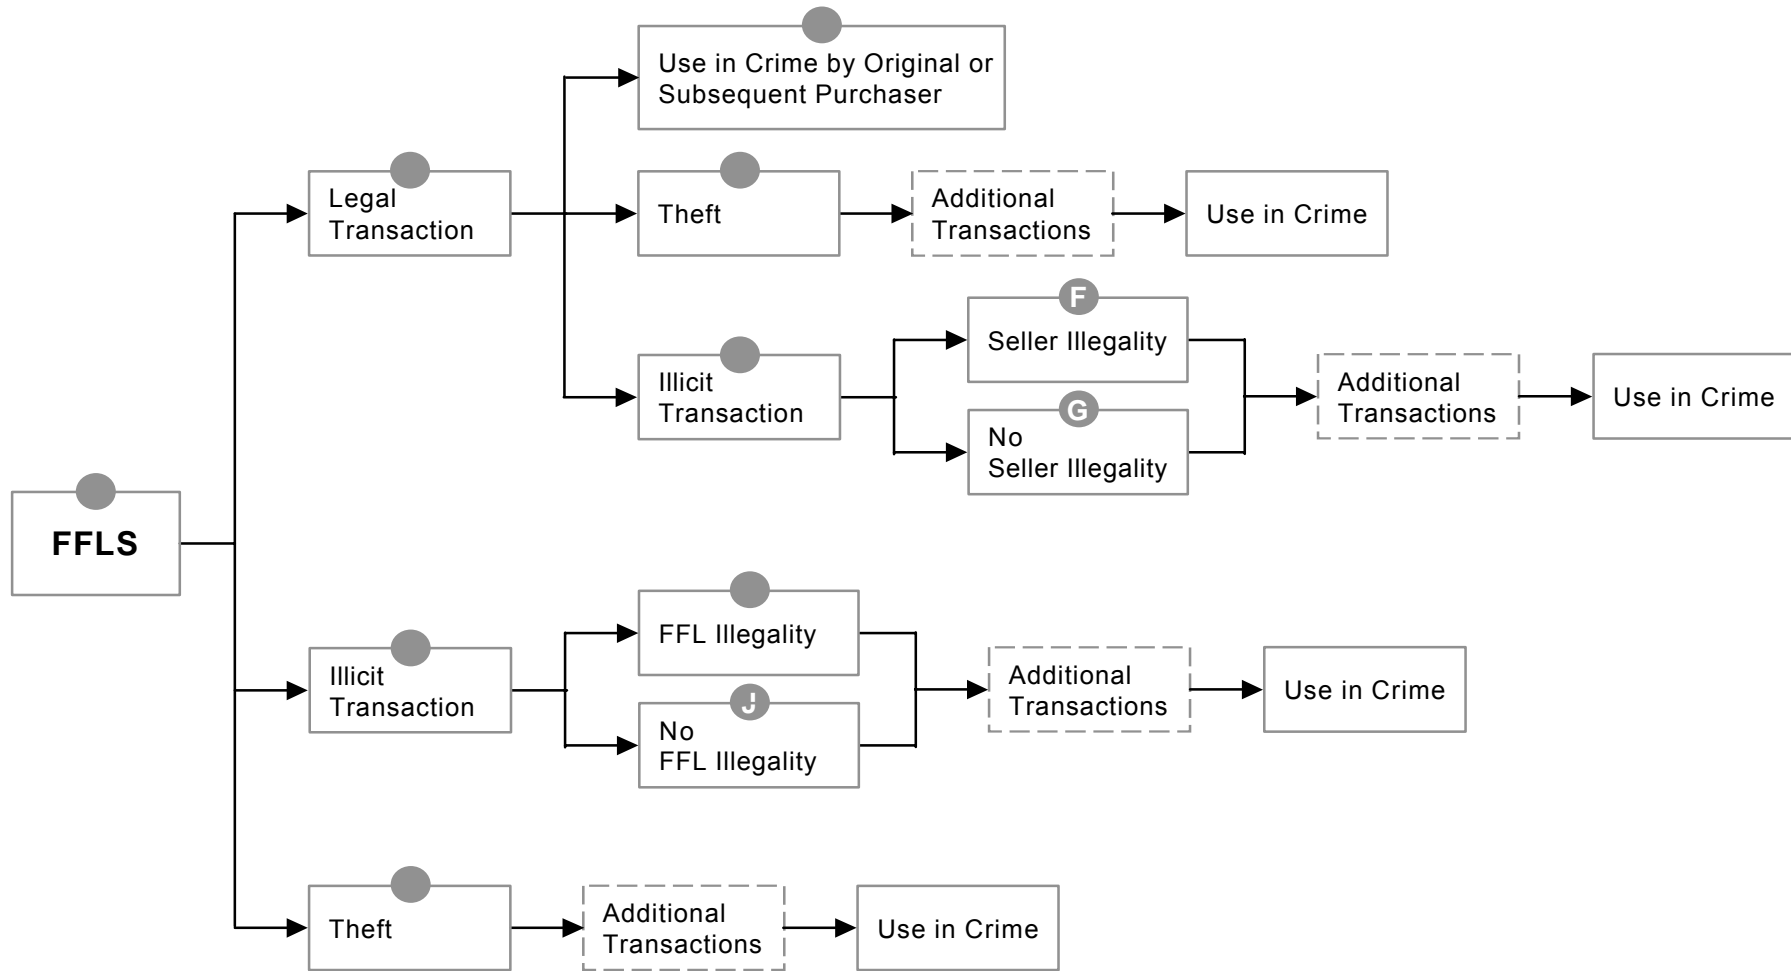 Use in Crime by Original or
Subsequent Purchaser
Legal
Transaction
Theft
Additional
Transactions
Use in Crime
F
Seller Illegality
Illicit
Transaction
G
No
Seller Illegality
Additional
Transactions
Use in Crime
FFLS
FFL Illegality
Illicit
Transaction
J
No
FFL Illegality
Additional
Transactions
Use in Crime
Theft
Additional
Transactions
Use in Crime